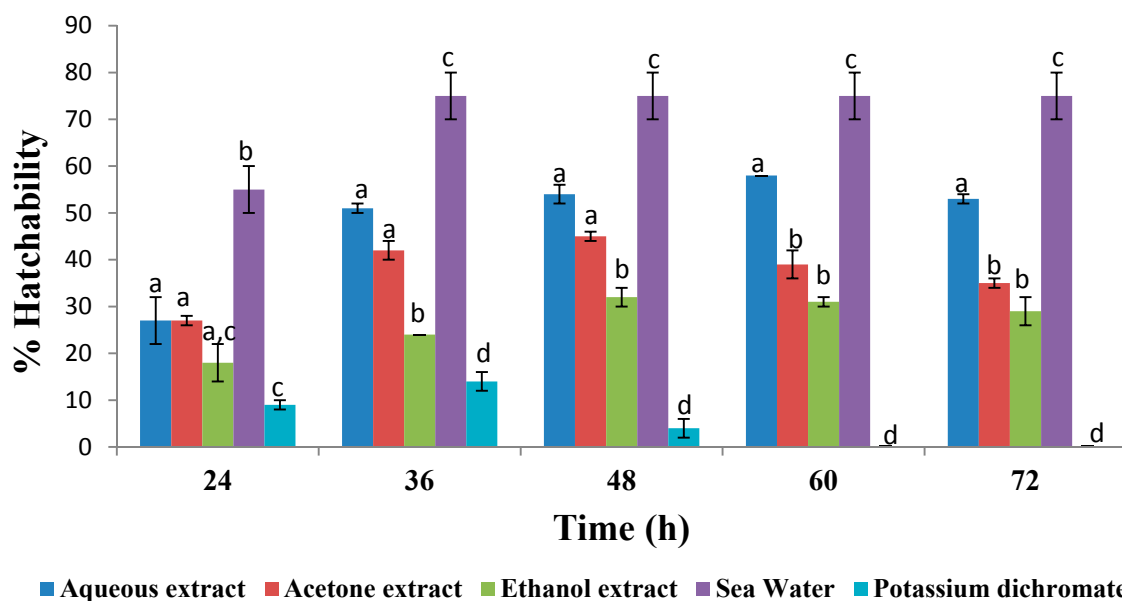 90
80
70
60
50
40
30
20
10
0
% Hatchability
a a a,c b c
a a b c d
a a b c d
a b b c d
a b b c d
24 36 48 60 72
Time (h)
Aqueous extract Acetone extract Ethanol extract Sea Water Potassium dichromate